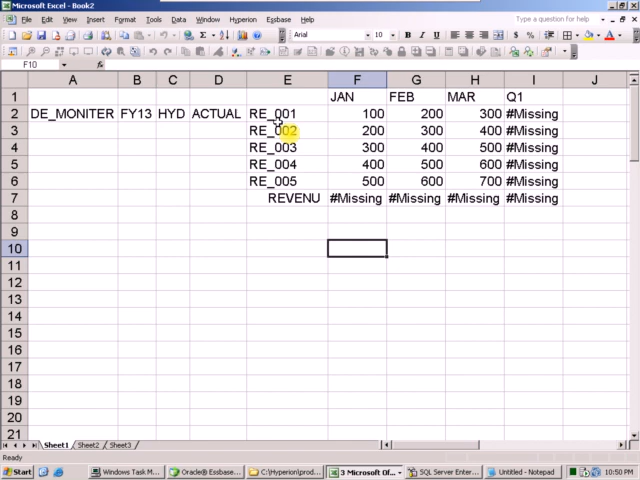 Microsoft Excel - Book2
File Edit View Insert Format Tools Data Window Hyperion Essbase Help Type a question for help
Arial 10 B I U
F10 fx
A B C D E F G H I J
1 JAN FEB MAR Q1
2 DE_MONITER FY13 HYD ACTUAL RE_001 100 200 300 #Missing
3 RE_002 200 300 400 #Missing
4 RE_003 300 400 500 #Missing
5 RE_004 400 500 600 #Missing
6 RE_005 500 600 700 #Missing
7 REVENU #Missing #Missing #Missing #Missing
8
9
10
11
12
13
14
15
16
17
18
19
20
21
Sheet1 Sheet2 Sheet3
Ready
Start Windows Task M... Oracle® Essbase... C:\Hyperion\prod... 3 Microsoft Of... SQL Server Enter... Untitled - Notepad 10:50 PM